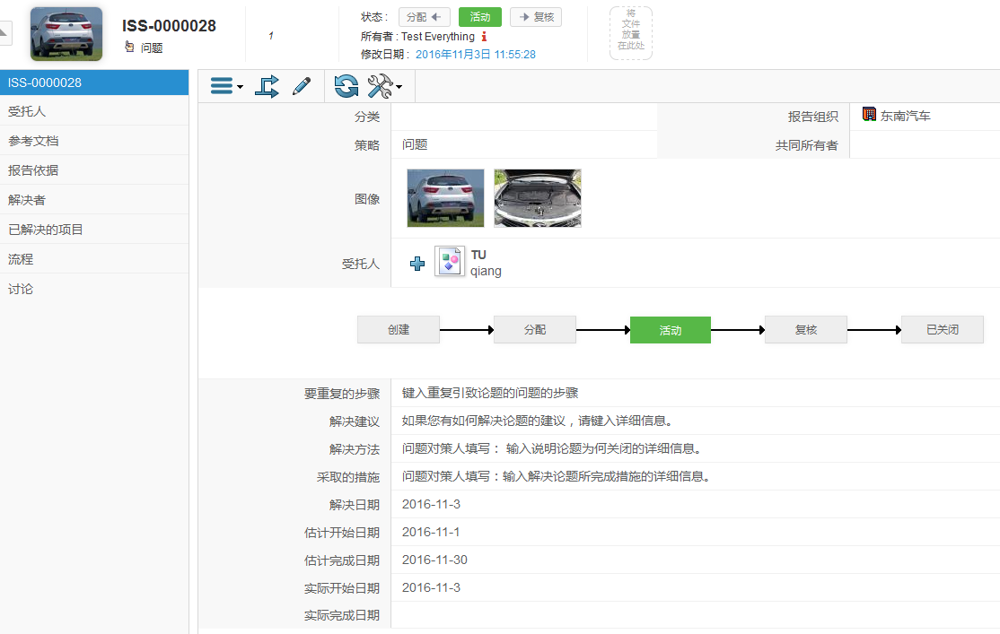 ISS-0000028
问题
1
状态： 分配 活动 复核
所有者 : Test Everything
修改日期： 2016年11月3日 11:55:28
将
文件
放置
在此处
ISS-0000028
受托人
参考文档
报告依据
解决者
已解决的项目
流程
讨论
分类 报告组织 东南汽车
策略 问题 共同所有者
图像
受托人 TU
qiang
创建 分配 活动 复核 已关闭
要重复的步骤 键入重复引致论题的问题的步骤
解决建议 如果您有如何解决论题的建议，请键入详细信息。
解决方法 问题对策人填写： 输入说明论题为何关闭的详细信息。
采取的措施 问题对策人填写：输入解决论题所完成措施的详细信息。
解决日期 2016-11-3
估计开始日期 2016-11-1
估计完成日期 2016-11-30
实际开始日期 2016-11-3
实际完成日期